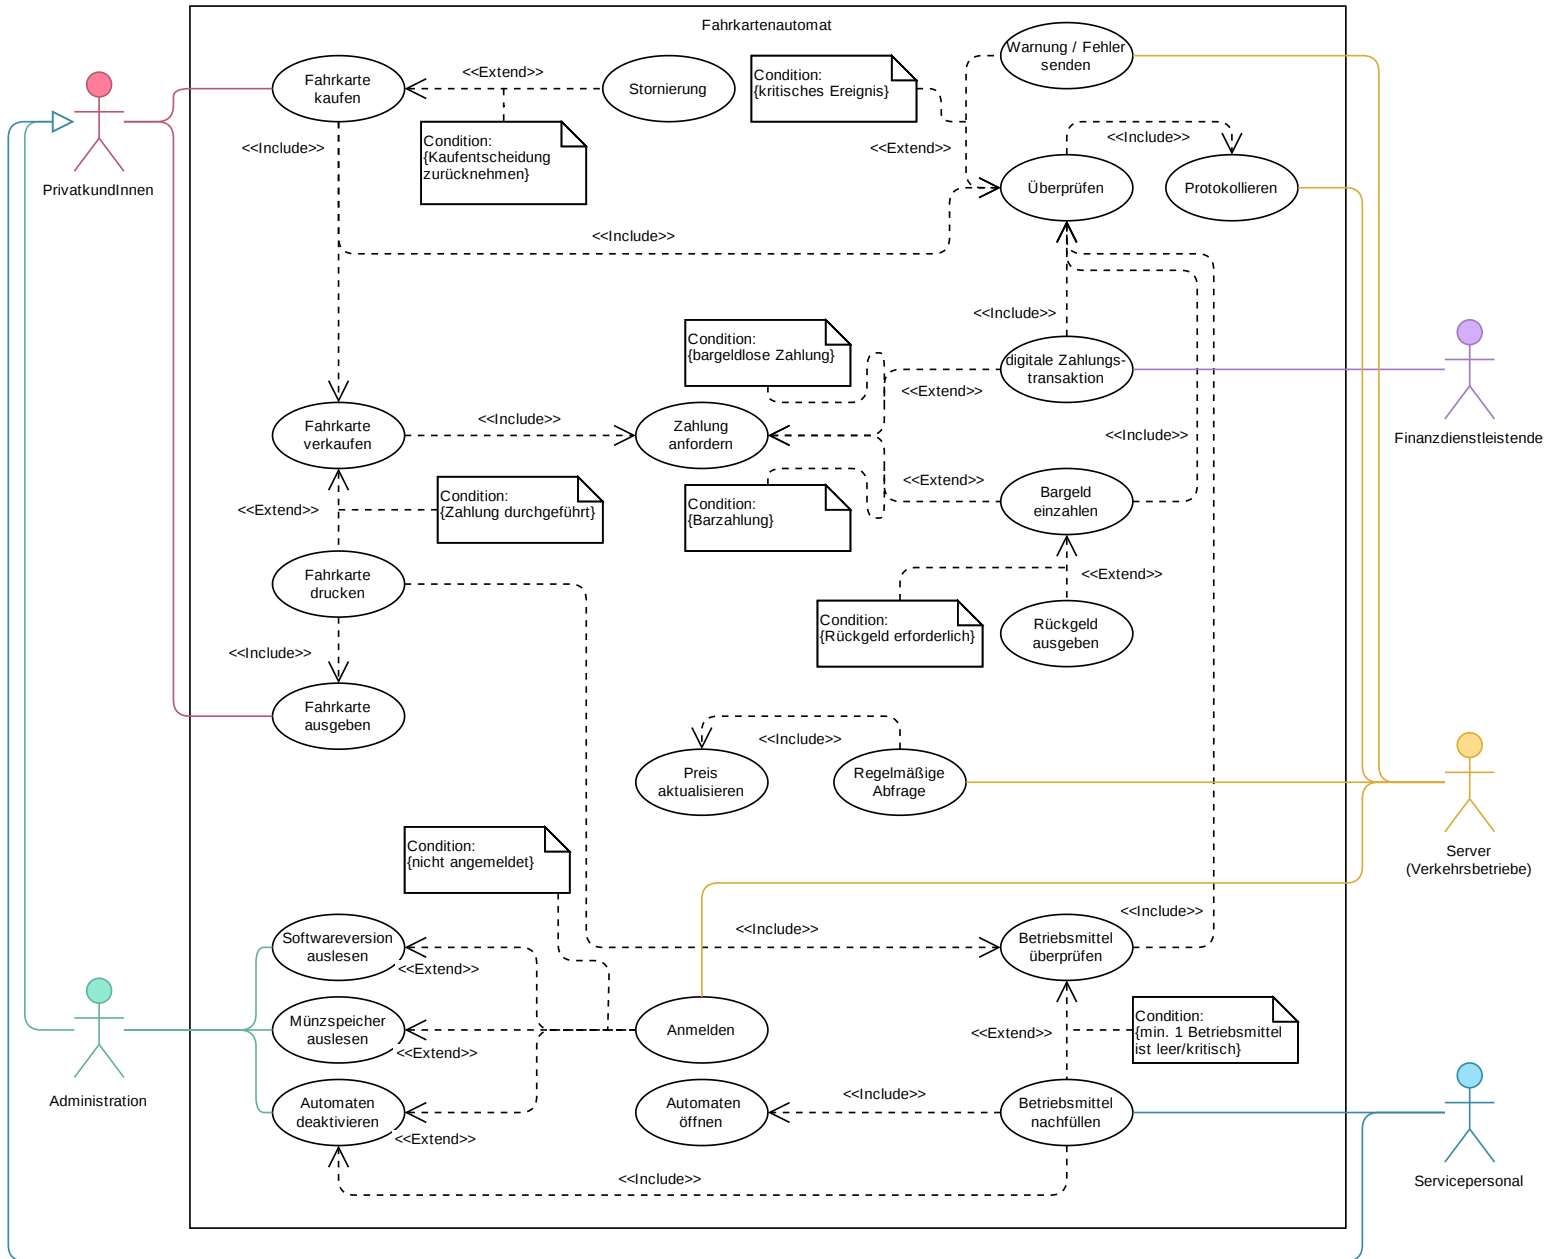 Fahrkartenautomat
Warnung / Fehler
senden
Fahrkarte
kaufen
<<Extend>>
Stornierung
Condition:
{kritisches Ereignis}
PrivatkundInnen
<<Include>>
Condition:
{Kaufentscheidung
zurücknehmen}
<<Extend>>
<<Include>>
Überprüfen
Protokollieren
<<Include>>
<<Include>>
Condition:
{bargeldlose Zahlung}
digitale Zahlungs-
transaktion
<<Extend>>
Finanzdienstleistende
Fahrkarte
verkaufen
<<Include>>
Zahlung
anfordern
<<Include>>
<<Extend>>
Condition:
{Zahlung durchgeführt}
Condition:
{Barzahlung}
<<Extend>>
Bargeld
einzahlen
Fahrkarte
drucken
<<Extend>>
Condition:
{Rückgeld erforderlich}
Rückgeld
ausgeben
<<Include>>
Fahrkarte
ausgeben
<<Include>>
Preis
aktualisieren
Regelmäßige
Abfrage
Server
(Verkehrsbetriebe)
Condition:
{nicht angemeldet}
<<Include>>
<<Include>>
Softwareversion
auslesen
<<Extend>>
Betriebsmittel
überprüfen
Münzspeicher
auslesen
<<Extend>>
Anmelden
<<Extend>>
Condition:
{min. 1 Betriebsmittel
ist leer/kritisch}
Administration
Automaten
deaktivieren
<<Extend>>
Automaten
öffnen
<<Include>>
Betriebsmittel
nachfüllen
<<Include>>
Servicepersonal